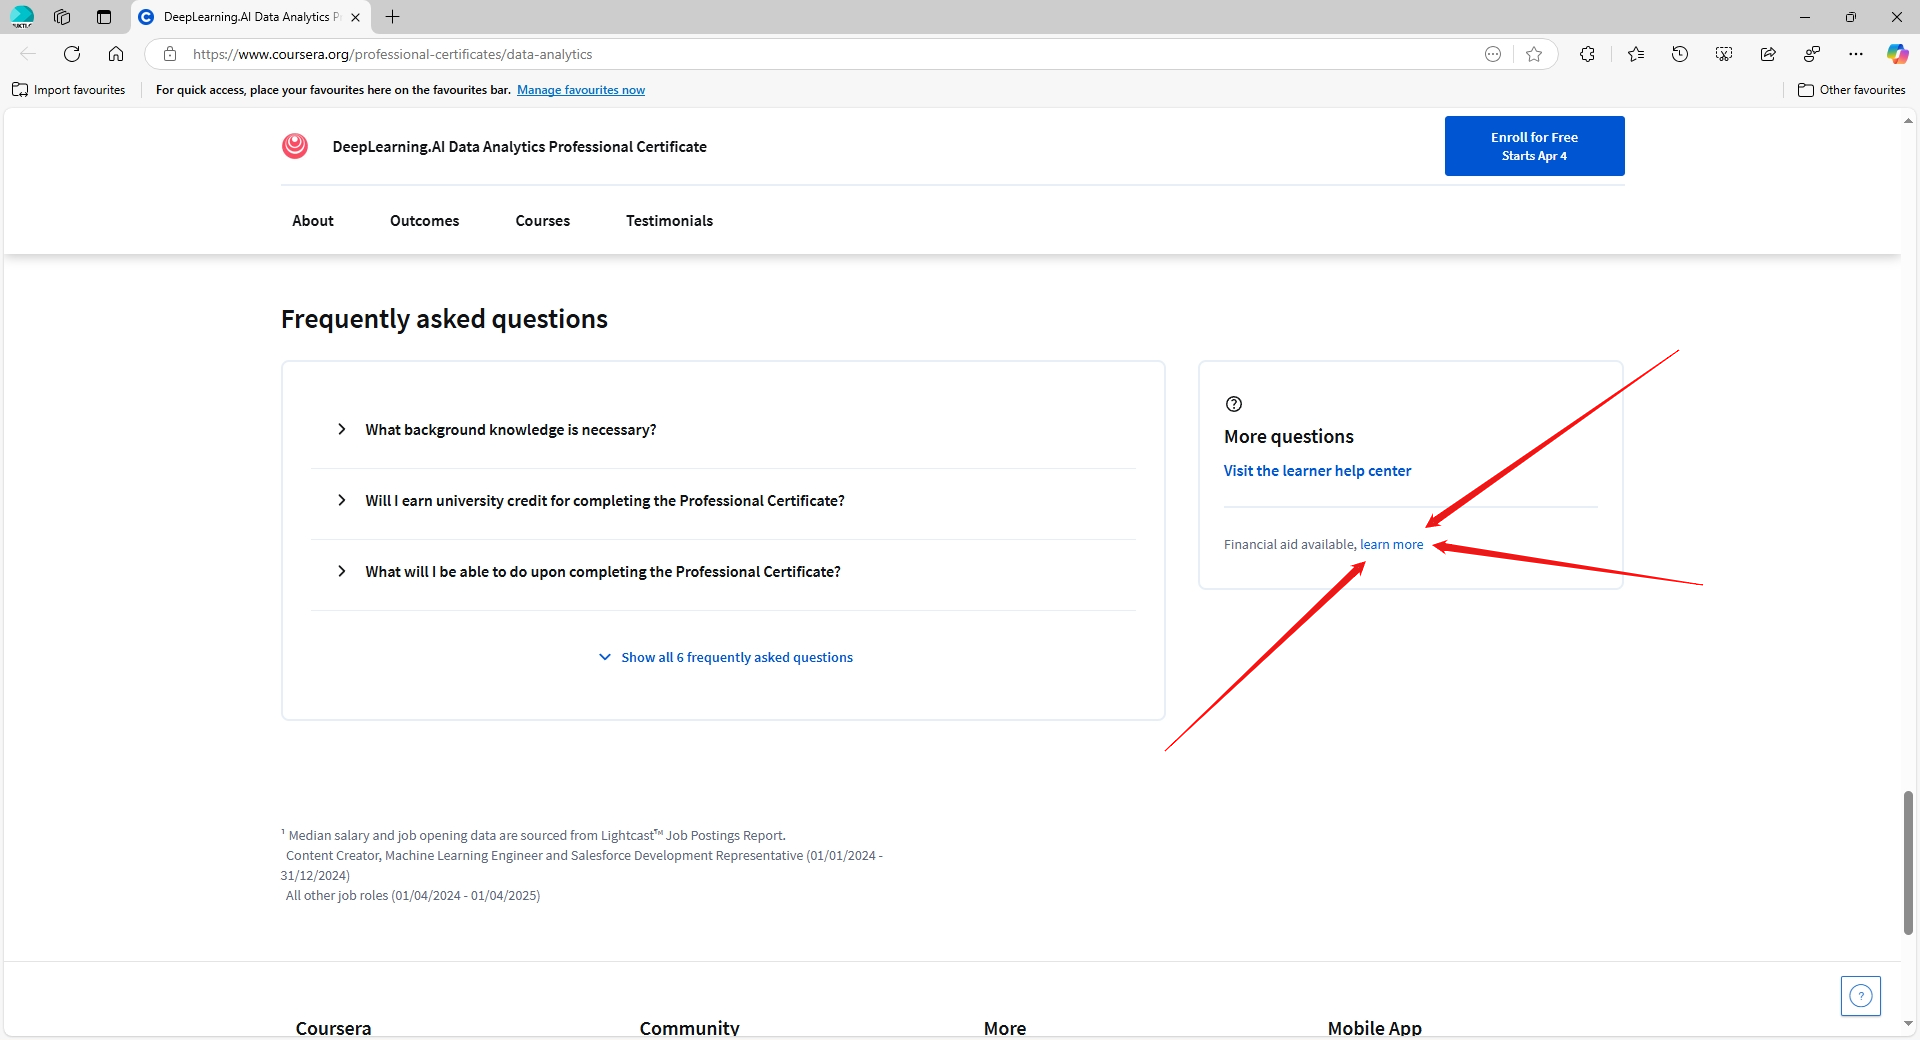 DeepLearning.AI Data Analytics P
https://www.coursera.org/professional-certificates/data-analytics
Import favourites
For quick access, place your favourites here on the favourites bar. Manage favourites now
Other favourites
DeepLearning.AI Data Analytics Professional Certificate
Enroll for Free
Starts Apr 4
About
Outcomes
Courses
Testimonials
Frequently asked questions
What background knowledge is necessary?
Will I earn university credit for completing the Professional Certificate?
What will I be able to do upon completing the Professional Certificate?
Show all 6 frequently asked questions
More questions
Visit the learner help center
Financial aid available, learn more
¹ Median salary and job opening data are sourced from Lightcast™ Job Postings Report.
Content Creator, Machine Learning Engineer and Salesforce Development Representative (01/01/2024 -
31/12/2024)
All other job roles (01/04/2024 - 01/04/2025)
Coursera
Community
More
Mobile App